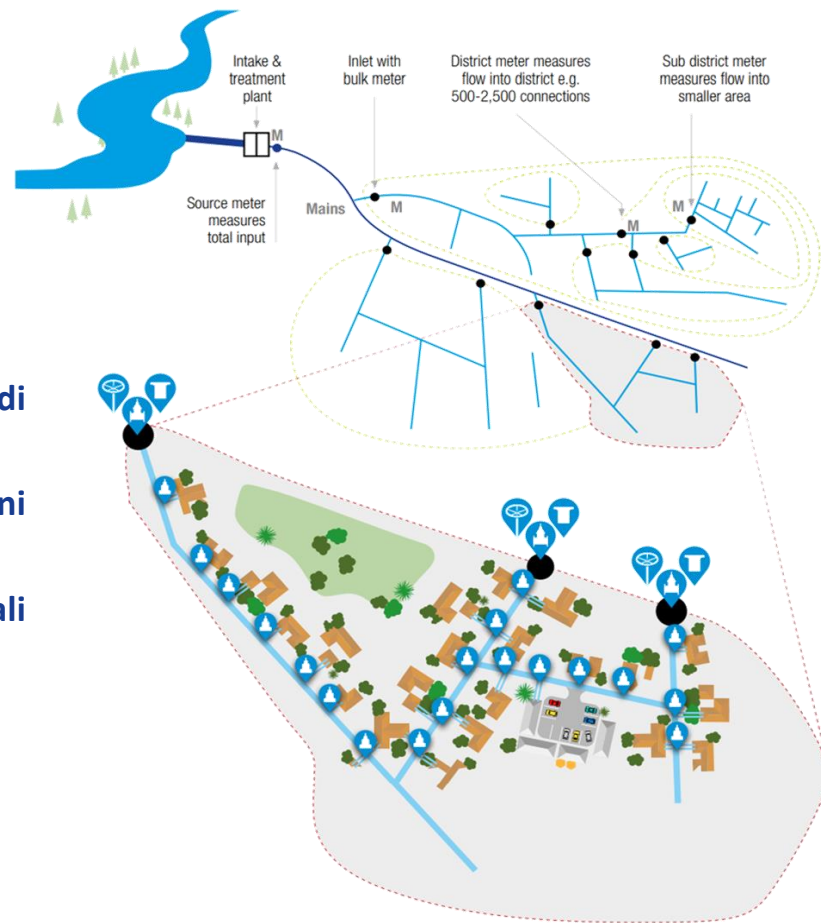 Intake &
treatment
plant
Inlet with
bulk meter
District meter measures
flow into district e.g.
500-2,500 connections
Sub district meter
measures flow into
smaller area
M
Source meter
measures
total input
Mains
M
M
M
di
ni
ali